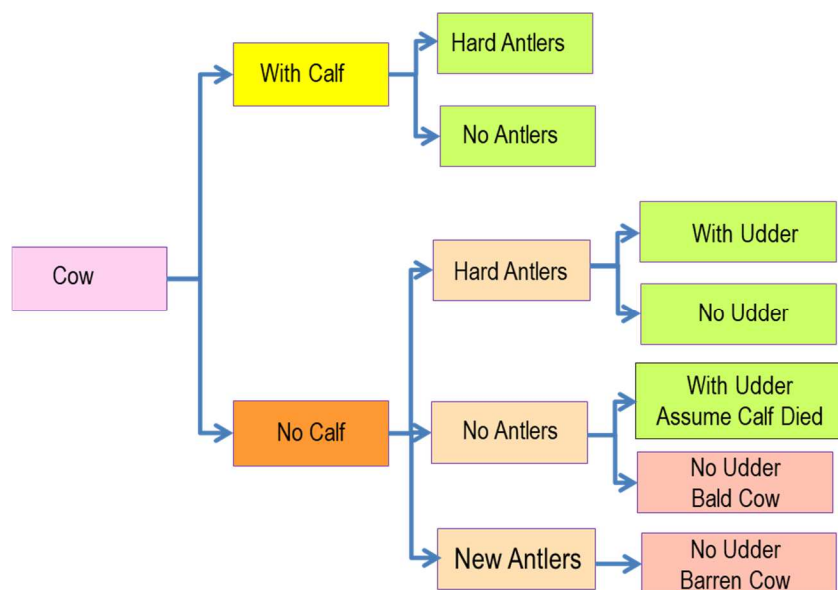 Cow
With Calf
Hard Antlers
No Antlers
No Calf
Hard Antlers
With Udder
No Udder
No Antlers
With Udder
Assume Calf Died
No Udder
Bald Cow
New Antlers
No Udder
Barren Cow